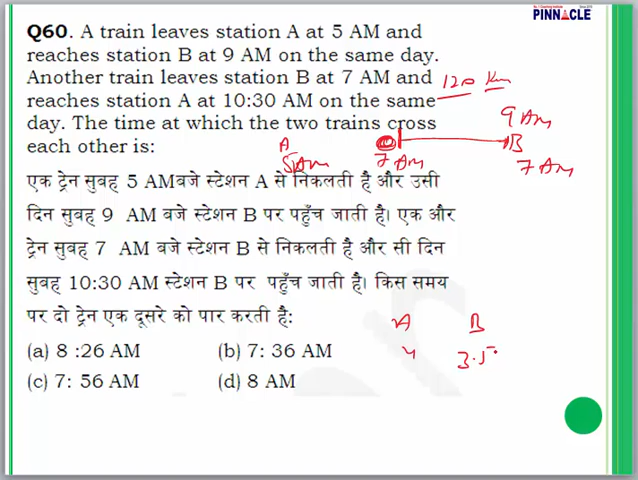 PINNACLE
Q60. A train leaves station A at 5 AM and
reaches station B at 9 AM on the same day.
Another train leaves station B at 7 AM and
reaches station A at 10:30 AM on the same
day. The time at which the two trains cross
each other is:
120 Km
9 AM
A
B
5 AM
7 AM
7 AM
एक ट्रेन सुबह 5 AMबजे स्टेशन A से निकलती है और उसी
दिन सुबह 9 AM बजे स्टेशन B पर पहुँच जाती है। एक और
ट्रेन सुबह 7 AM बजे स्टेशन B से निकलती है और सी दिन
सुबह 10:30 AM स्टेशन B पर पहुँच जाती है। किस समय
पर दो ट्रेन एक दूसरे को पार करती है:
A B
4 3.5
(a) 8 :26 AM (b) 7: 36 AM
(c) 7: 56 AM (d) 8 AM